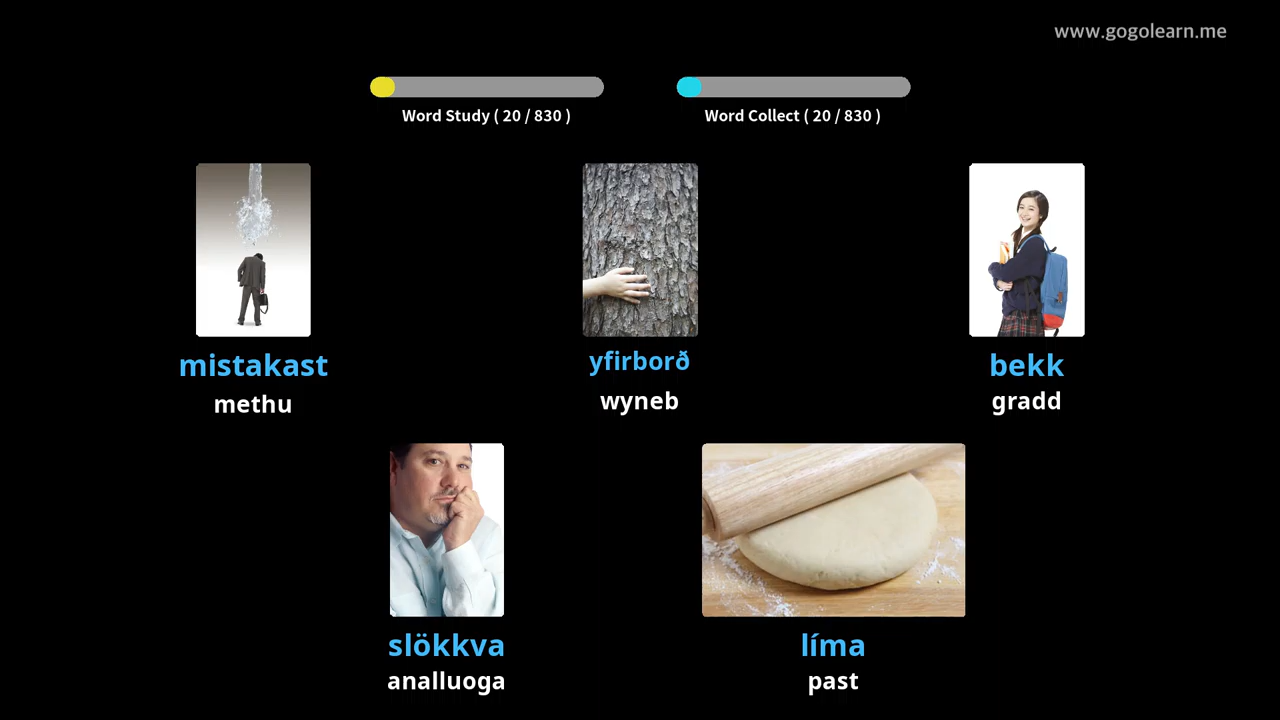 www.gogolearn.me
Word Study ( 20 / 830 )
Word Collect ( 20 / 830 )
mistakast
methu
yfirborð
wyneb
bekk
gradd
slökkva
analluoga
líma
past